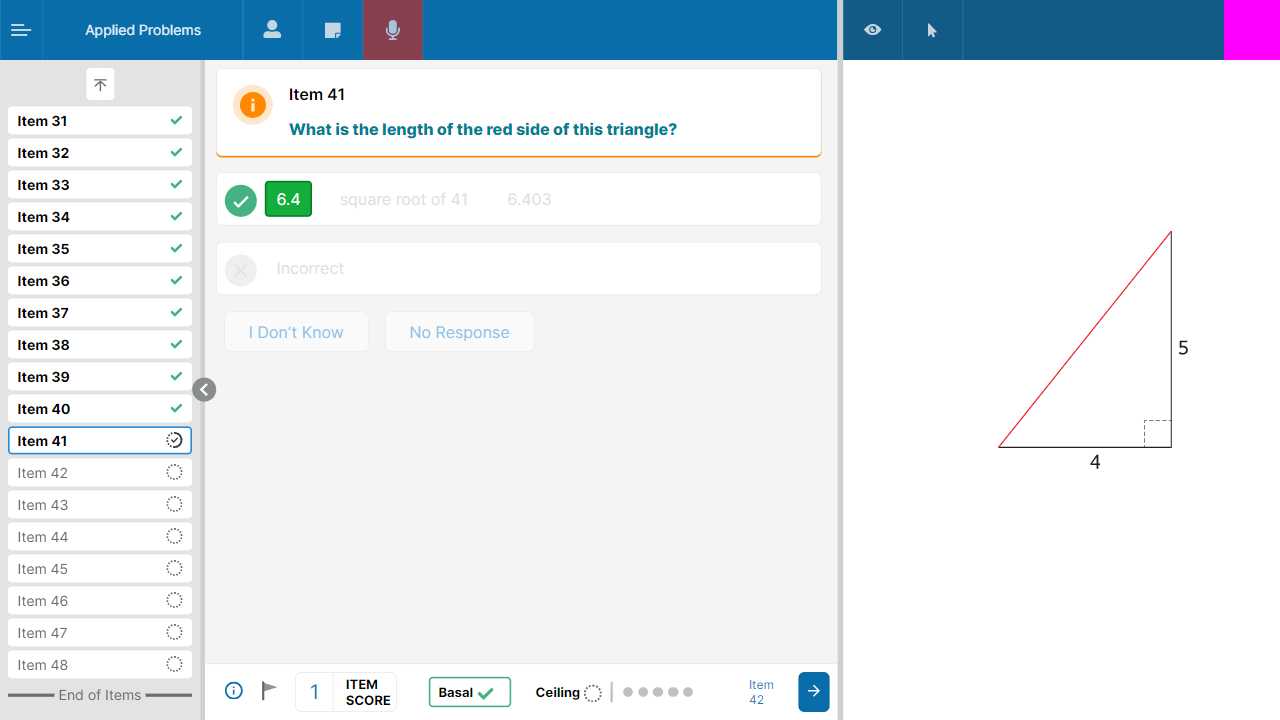 Applied Problems
Item 31
Item 32
Item 33
Item 34
Item 35
Item 36
Item 37
Item 38
Item 39
Item 40
Item 41
Item 42
Item 43
Item 44
Item 45
Item 46
Item 47
Item 48
End of Items
Item 41
What is the length of the red side of this triangle?
6.4 square root of 41 6.403
Incorrect
I Don't Know No Response
1 ITEM SCORE
Basal
Ceiling
Item 42
5
4